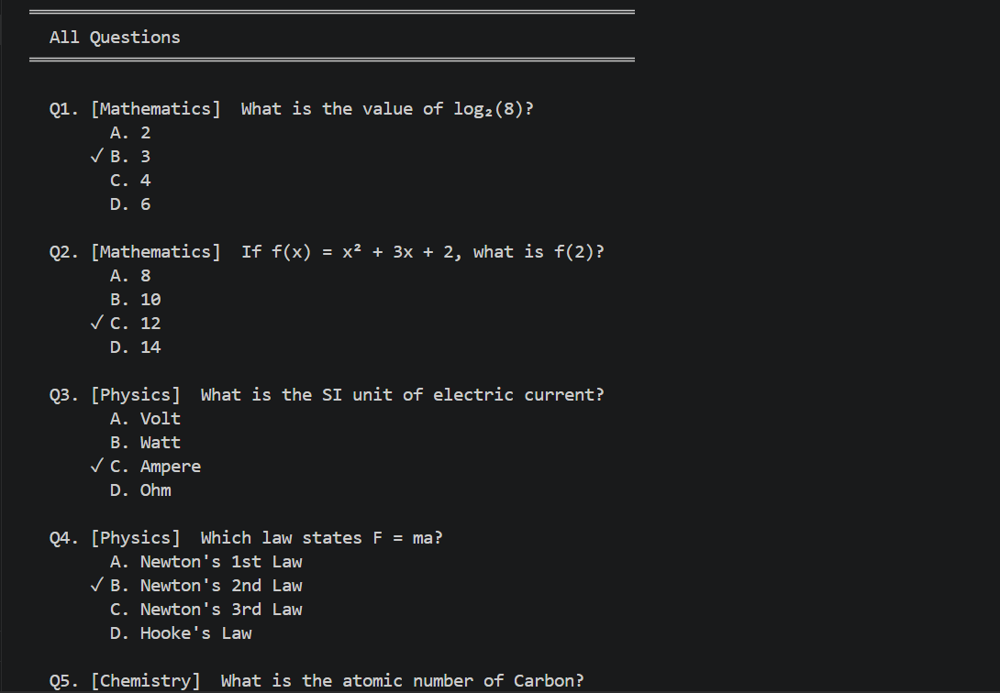 All Questions
Q1. [Mathematics]  What is the value of log₂(8)?
A. 2
✓ B. 3
C. 4
D. 6
Q2. [Mathematics]  If f(x) = x² + 3x + 2, what is f(2)?
A. 8
B. 10
✓ C. 12
D. 14
Q3. [Physics]  What is the SI unit of electric current?
A. Volt
B. Watt
✓ C. Ampere
D. Ohm
Q4. [Physics]  Which law states F = ma?
A. Newton's 1st Law
✓ B. Newton's 2nd Law
C. Newton's 3rd Law
D. Hooke's Law
Q5. [Chemistry]  What is the atomic number of Carbon?